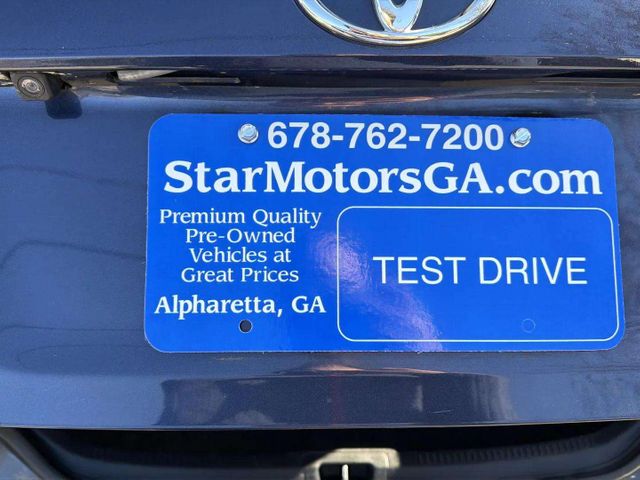 678-762-7200
StarMotorsGA.com
Premium Quality
Pre-Owned
Vehicles at
Great Prices
Alpharetta, GA
TEST DRIVE